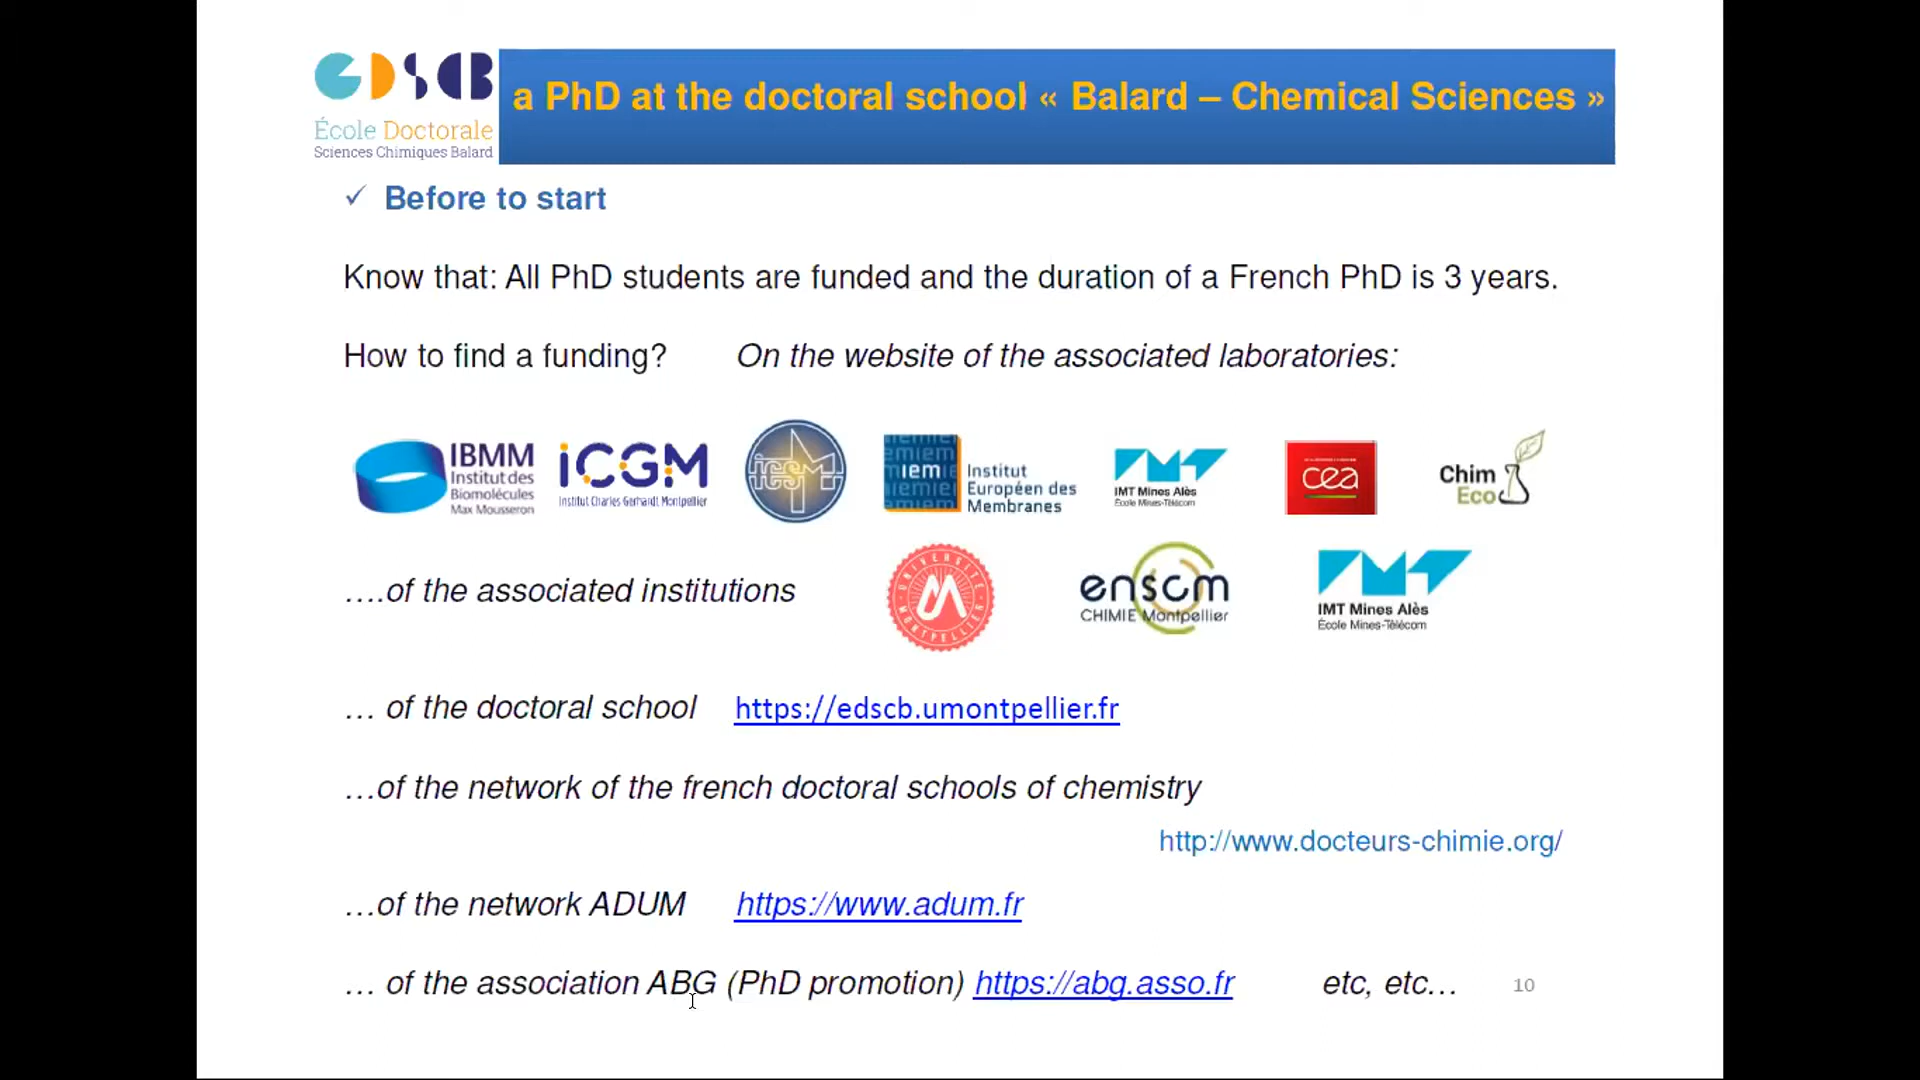 EDSCB
École Doctorale
Sciences Chimiques Balard
a PhD at the doctoral school « Balard – Chemical Sciences »
✓ Before to start
Know that: All PhD students are funded and the duration of a French PhD is 3 years.
How to find a funding? On the website of the associated laboratories:
IBMM
Institut des
Biomolécules
Max Mousseron
iCGM
Institut Charles Gerhardt Montpellier
icsm
iem
Institut
Européen des
Membranes
IMT Mines Alès
École Mines-Télécom
cea
Chim
Eco
….of the associated institutions
UNIVERSITÉ
MONTPELLIER
enscm
CHIMIE Montpellier
IMT Mines Alès
École Mines-Télécom
… of the doctoral school https://edscb.umontpellier.fr
…of the network of the french doctoral schools of chemistry
http://www.docteurs-chimie.org/
…of the network ADUM https://www.adum.fr
… of the association ABG (PhD promotion) https://abg.asso.fr etc, etc…
10